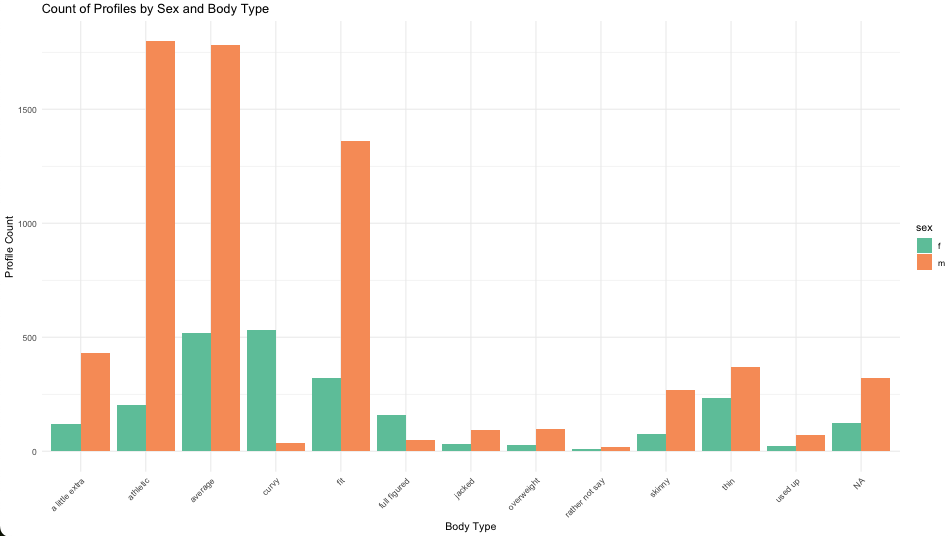 Count of Profiles by Sex and Body Type
Profile Count
1500
1000
500
0
a little extra
athletic
average
curvy
fit
full figured
jacked
overweight
rather not say
skinny
thin
used up
NA
Body Type
sex
f
m